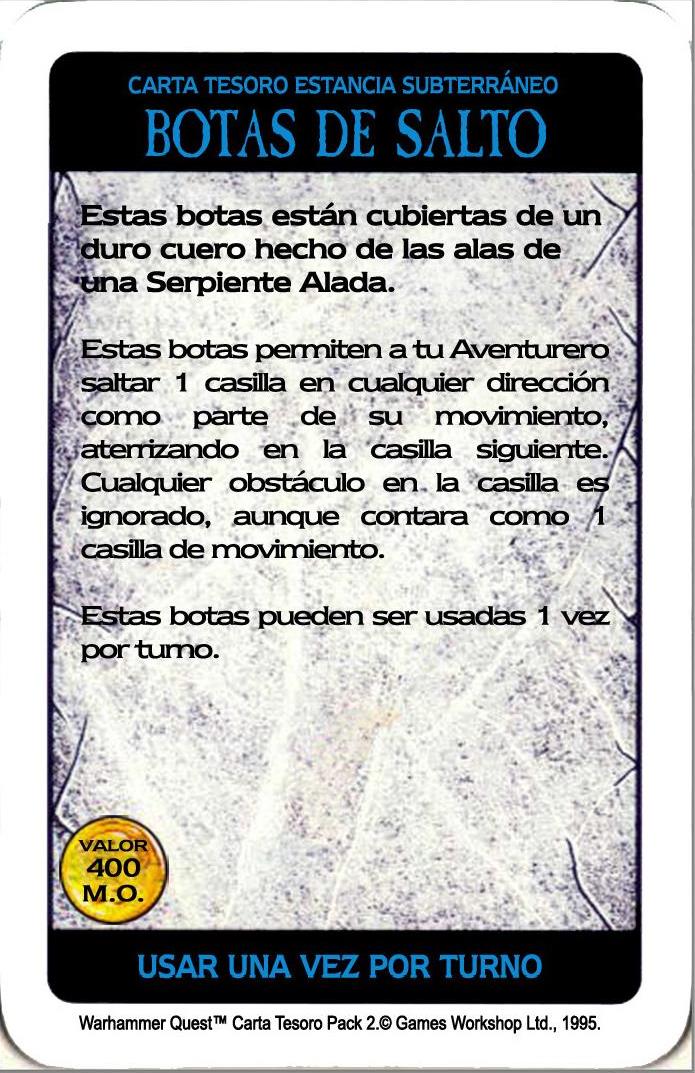 CARTA TESORO ESTANCIA SUBTERRÁNEO
BOTAS DE SALTO
Estas botas están cubiertas de un
duro cuero hecho de las alas de
una Serpiente Alada.
Estas botas permiten a tu Aventurero
saltar 1 casilla en cualquier dirección
como parte de su movimiento,
aterrizando en la casilla siguiente.
Cualquier obstáculo en la casilla es
ignorado, aunque contara como 1
casilla de movimiento.
Estas botas pueden ser usadas 1 vez
por turno.
VALOR
400
M.O.
USAR UNA VEZ POR TURNO
Warhammer Quest™ Carta Tesoro Pack 2.© Games Workshop Ltd., 1995.